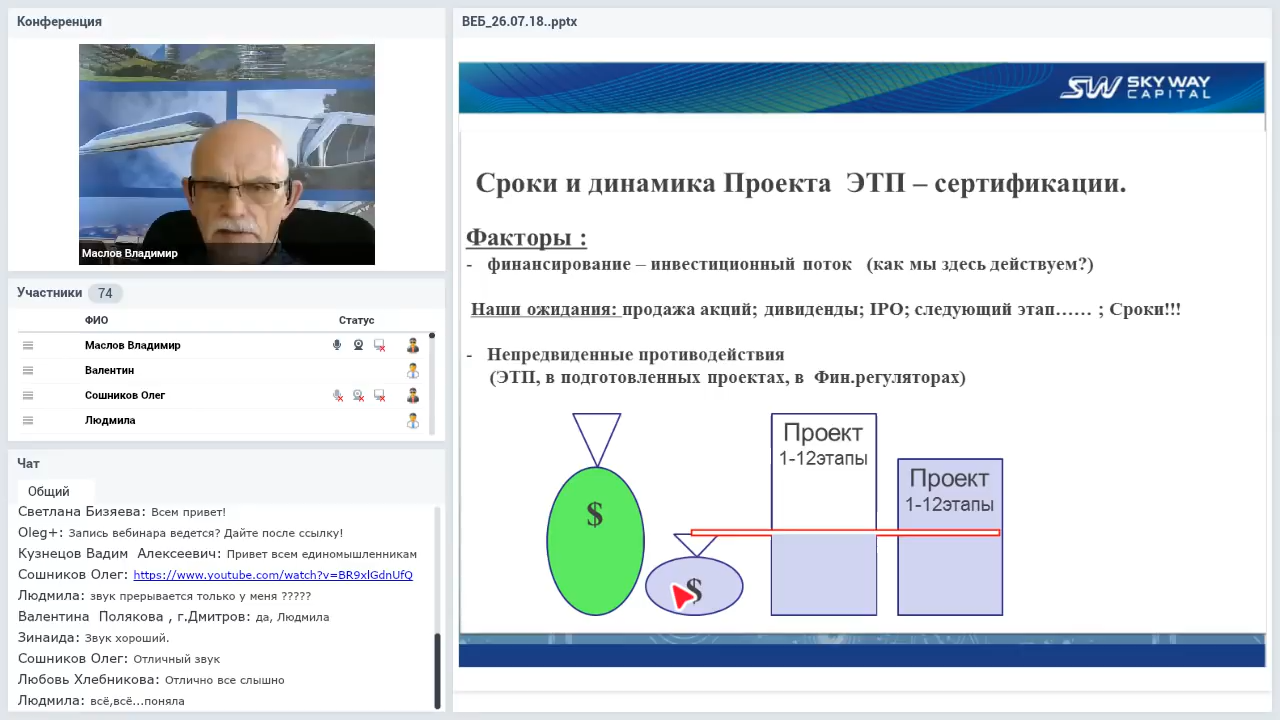 Конференция
Маслов Владимир
Участники 74
ФИО Статус
Маслов Владимир
Валентин
Сошников Олег
Людмила
Чат
Общий
Светлана Бизяева: Всем привет!
Oleg+: Запись вебинара ведется? Дайте после ссылку!
Кузнецов Вадим Алексеевич: Привет всем единомышленникам
Сошников Олег: https://www.youtube.com/watch?v=BR9xlGdnUfQ
Людмила: звук прерывается только у меня ?????
Валентина Полякова , г.Дмитров: да, Людмила
Зинаида: Звук хороший.
Сошников Олег: Отличный звук
Любовь Хлебникова: Отлично все слышно
Людмила: всё,всё...поняла
ВЕБ_26.07.18..pptx
SW SKY WAY
CAPITAL
Сроки и динамика Проекта ЭТП – сертификации.
Факторы :
- финансирование – инвестиционный поток (как мы здесь действуем?)
Наши ожидания: продажа акций; дивиденды; IPO; следующий этап…… ; Сроки!!!
- Непредвиденные противодействия
(ЭТП, в подготовленных проектах, в Фин.регуляторах)
$
$
Проект
1-12этапы
Проект
1-12этапы